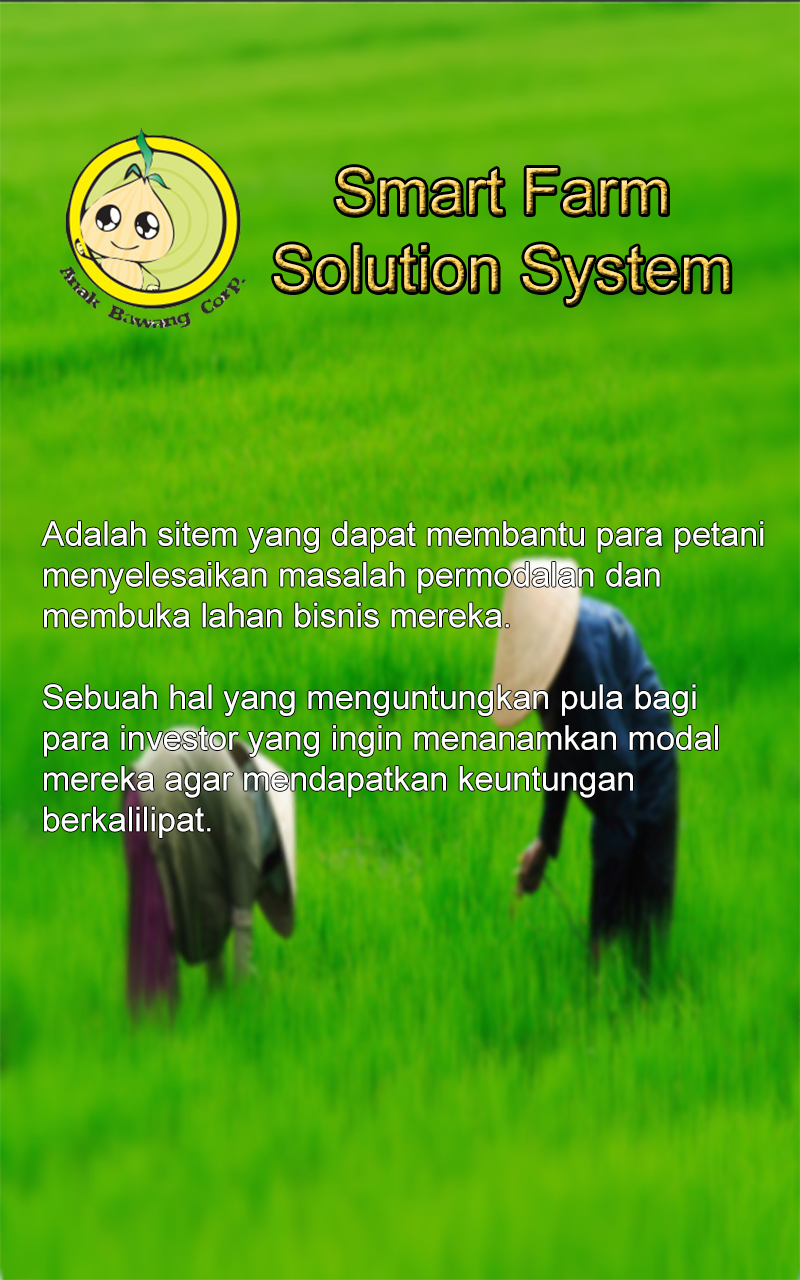 Smart Farm
Solution System
Anak Bawang Corp.
Adalah sitem yang dapat membantu para petani
menyelesaikan masalah permodalan dan
membuka lahan bisnis mereka.
Sebuah hal yang menguntungkan pula bagi
para investor yang ingin menanamkan modal
mereka agar mendapatkan keuntungan
berkalilipat.